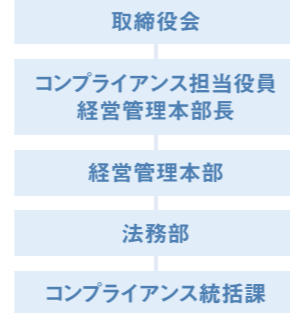 取締役会
コンプライアンス担当役員
経営管理本部長
経営管理本部
法務部
コンプライアンス統括課